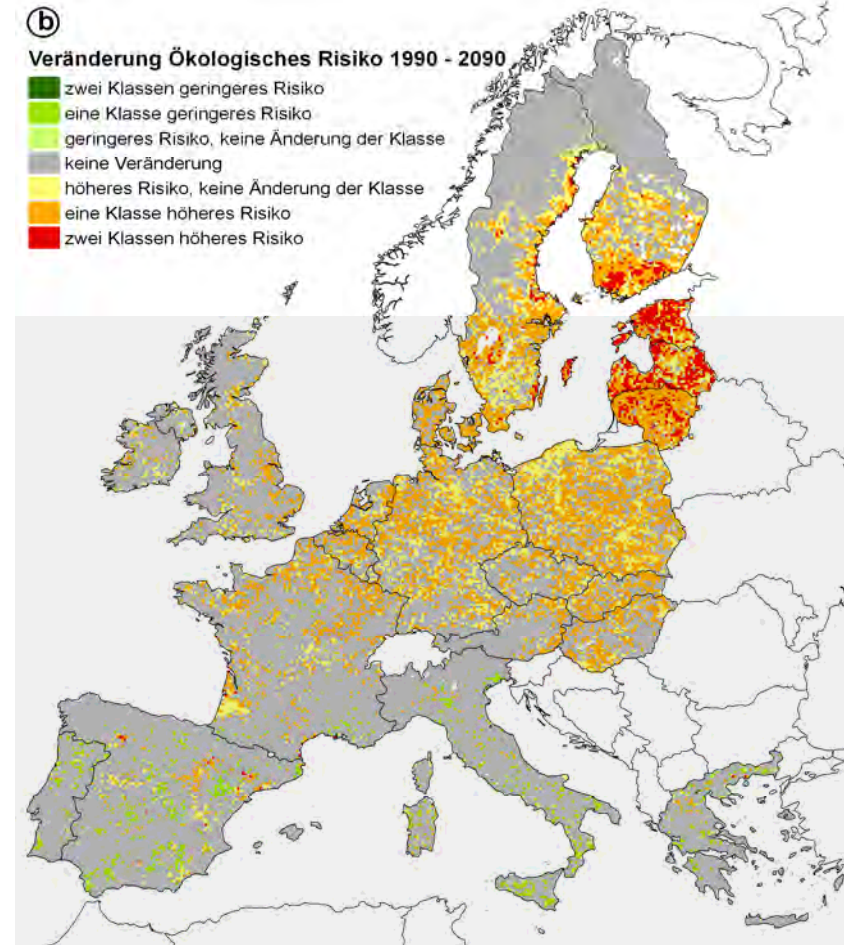 b
Veränderung Ökologisches Risiko 1990 - 2090
zwei Klassen geringeres Risiko
eine Klasse geringeres Risiko
geringeres Risiko, keine Änderung der Klasse
keine Veränderung
höheres Risiko, keine Änderung der Klasse
eine Klasse höheres Risiko
zwei Klassen höheres Risiko